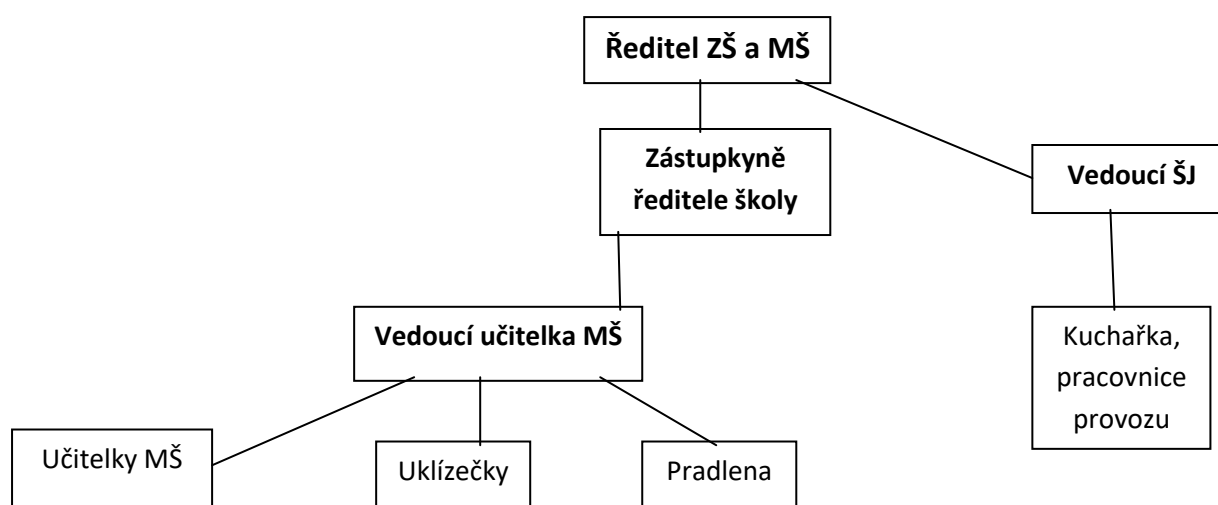 Ředitel ZŠ a MŠ
Zástupkyně
ředitele školy
Vedoucí ŠJ
Vedoucí učitelka MŠ
Kuchařka,
pracovnice
provozu
Učitelky MŠ
Uklízečky
Pradlena